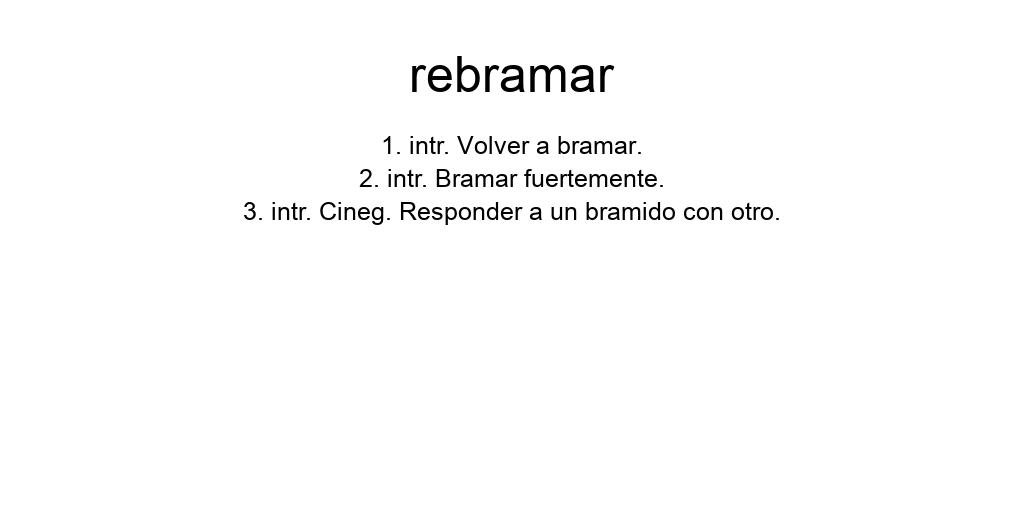 rebramar
1. intr. Volver a bramar.
2. intr. Bramar fuertemente.
3. intr. Cineg. Responder a un bramido con otro.